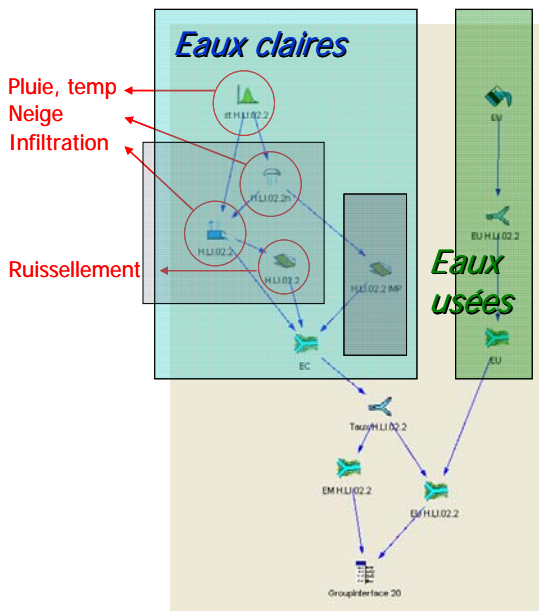 Eaux claires
Pluie, temp
Neige
Infiltration
Ruissellement
st H.LI.02.2
H.LI.02.2n
H.LI.02.2
H.LI.02.2
H.LI.02.2 IMP
EC
EU
EU H.LI.02.2
Eaux
usées
EU
Taux H.LI.02.2
EM H.LI.02.2
EU H.LI.02.2
GroupInterface 20